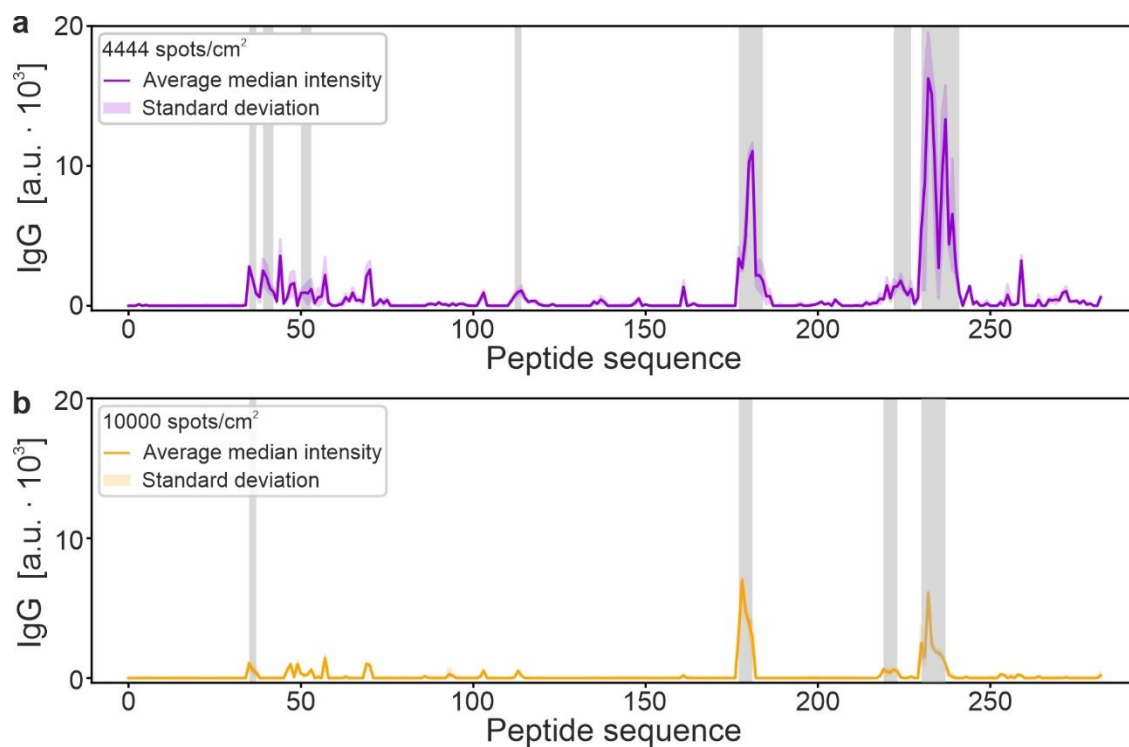 a
4444 spots/cm²
Average median intensity
Standard deviation
IgG [a.u. · 10³]
20
10
0
0 50 100 150 200 250
Peptide sequence
b
10000 spots/cm²
Average median intensity
Standard deviation
IgG [a.u. · 10³]
20
10
0
0 50 100 150 200 250
Peptide sequence